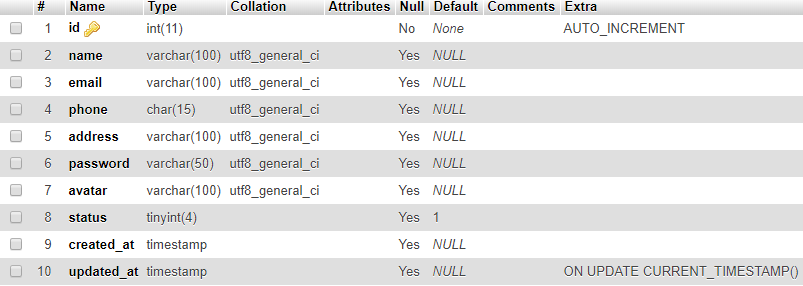 # Name Type Collation Attributes Null Default Comments Extra
1 id int(11) No None AUTO_INCREMENT
2 name varchar(100) utf8_general_ci Yes NULL
3 email varchar(100) utf8_general_ci Yes NULL
4 phone char(15) utf8_general_ci Yes NULL
5 address varchar(100) utf8_general_ci Yes NULL
6 password varchar(50) utf8_general_ci Yes NULL
7 avatar varchar(100) utf8_general_ci Yes NULL
8 status tinyint(4) Yes 1
9 created_at timestamp Yes NULL
10 updated_at timestamp Yes NULL ON UPDATE CURRENT_TIMESTAMP()